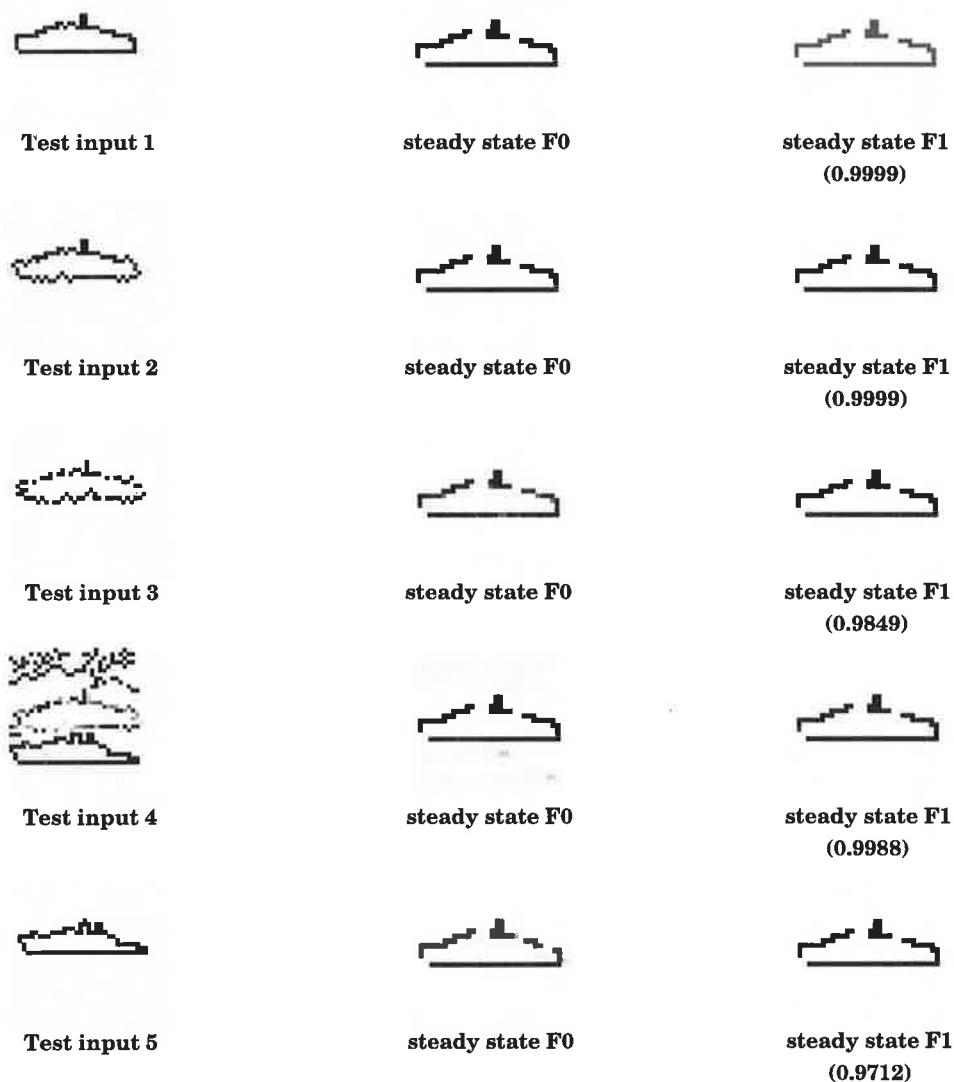 Test input 1 steady state F0 steady state F1
(0.9999)
Test input 2 steady state F0 steady state F1
(0.9999)
Test input 3 steady state F0 steady state F1
(0.9849)
Test input 4 steady state F0 steady state F1
(0.9988)
Test input 5 steady state F0 steady state F1
(0.9712)